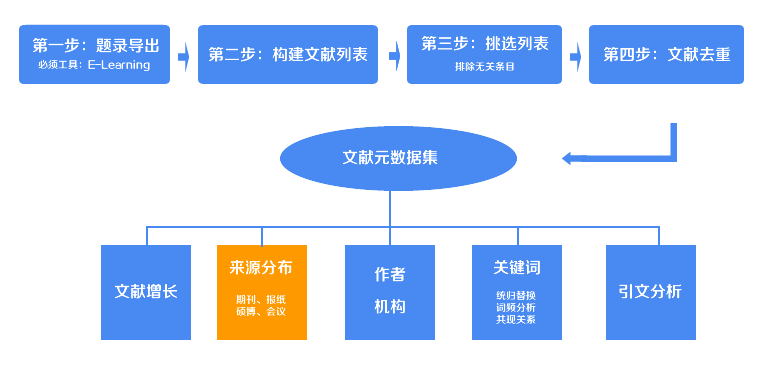 第一步：题录导出
必须工具：E-Learning
第二步：构建文献列表
第三步：挑选列表
排除无关条目
第四步：文献去重
文献元数据集
文献增长
来源分布
期刊、报纸
硕博、会议
作者
机构
关键词
统归替换
词频分析
共现关系
引文分析